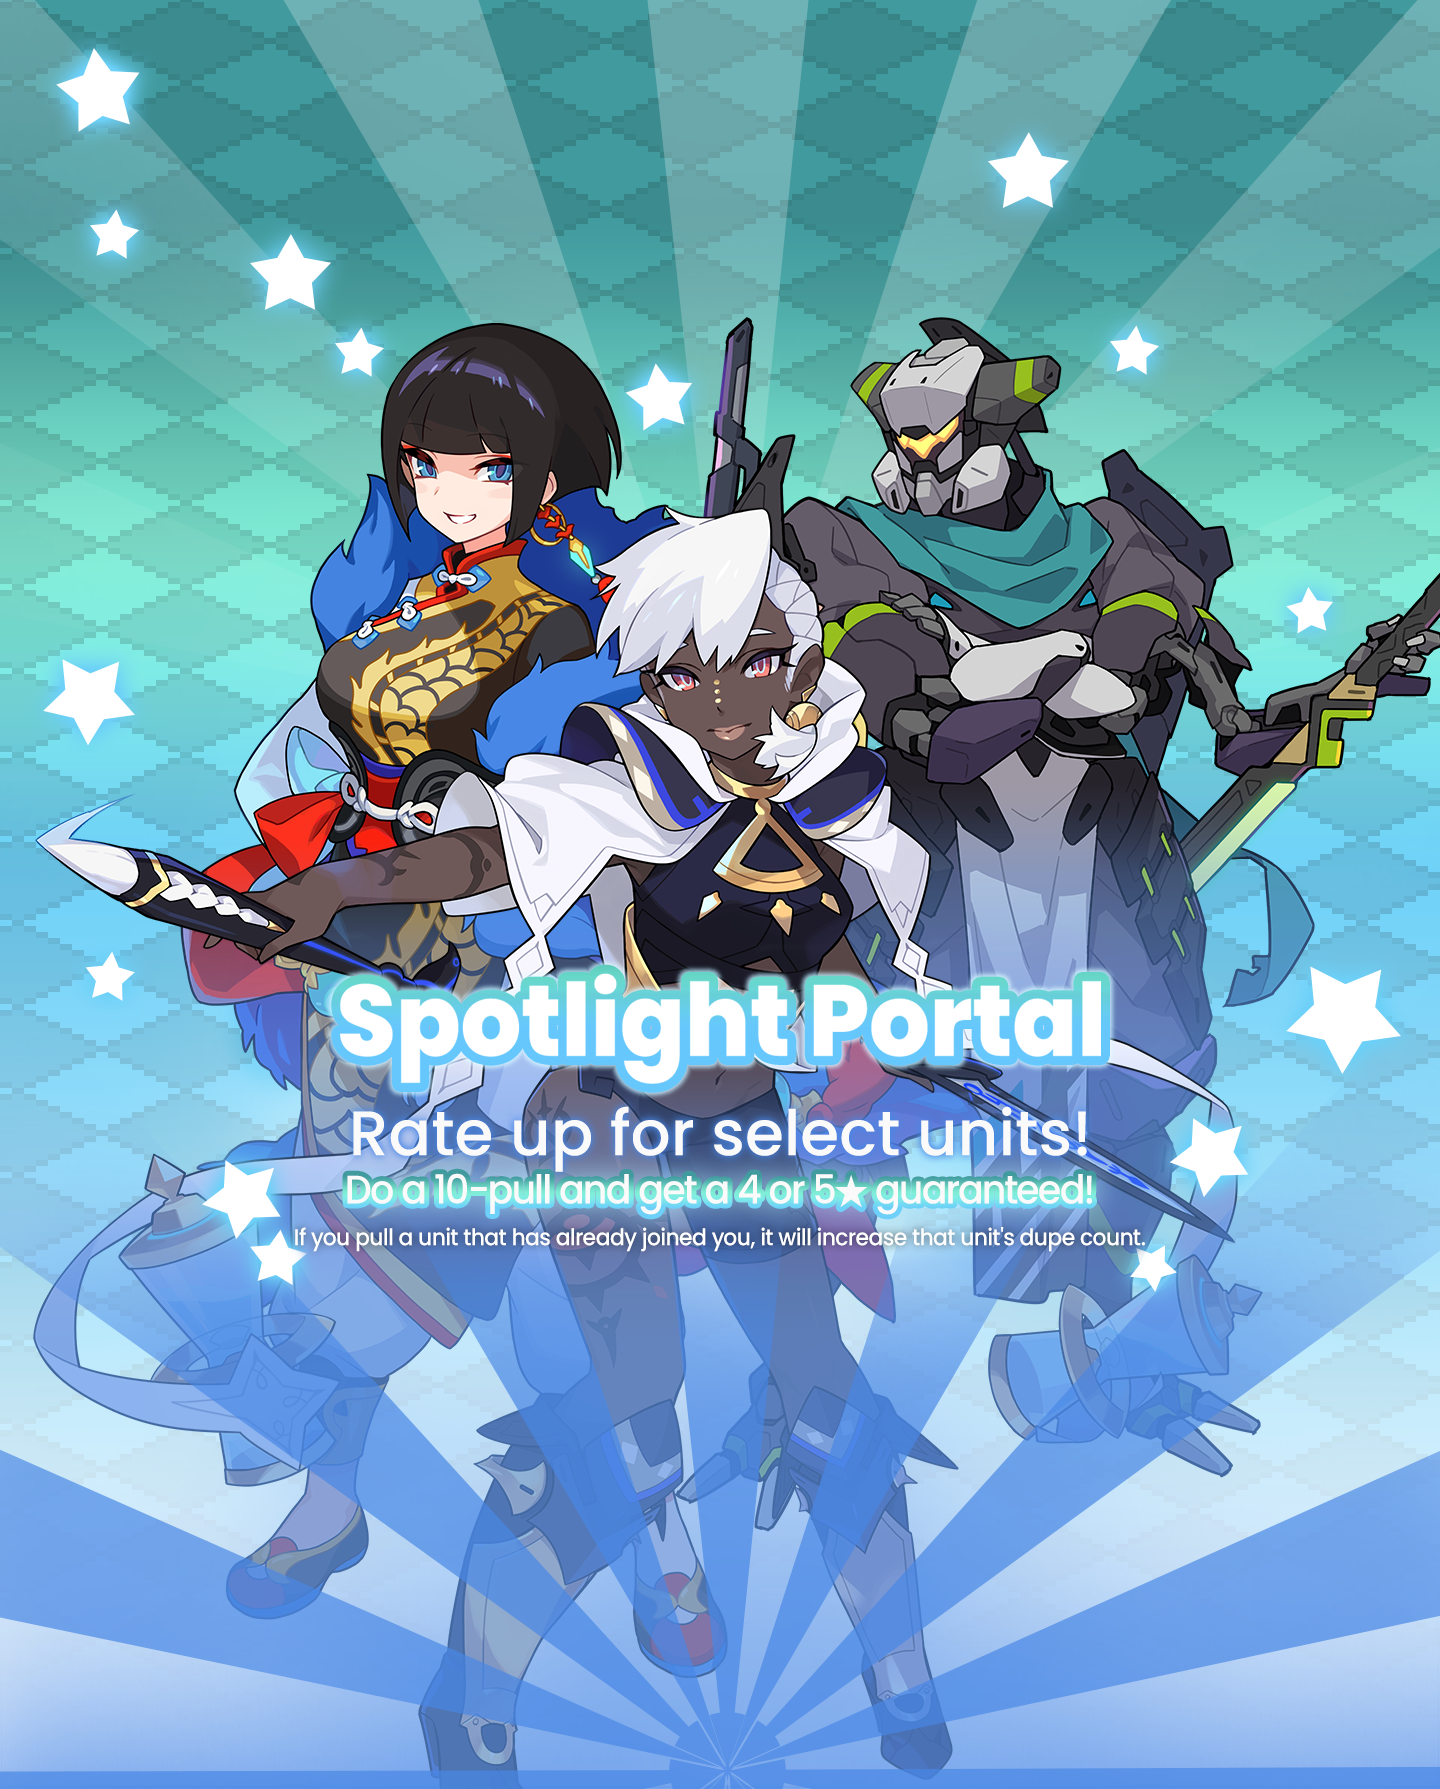 Spotlight Portal
Rate up for select units!
Do a 10-pull and get a 4 or 5★ guaranteed!
If you pull a unit that has already joined you, it will increase that unit's dupe count.